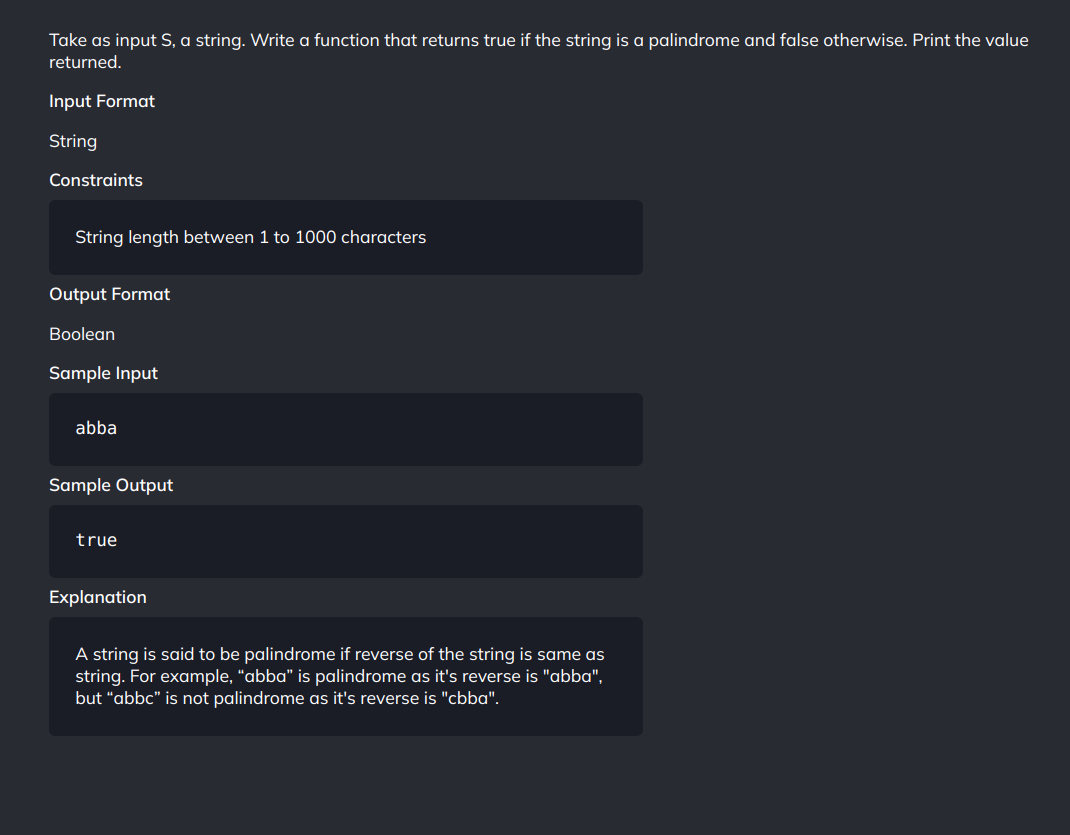 Take as input S, a string. Write a function that returns true if the string is a palindrome and false otherwise. Print the value
returned.
Input Format
String
Constraints
String length between 1 to 1000 characters
Output Format
Boolean
Sample Input
abba
Sample Output
true
Explanation
A string is said to be palindrome if reverse of the string is same as
string. For example, “abba” is palindrome as it's reverse is "abba",
but “abbc” is not palindrome as it's reverse is "cbba".